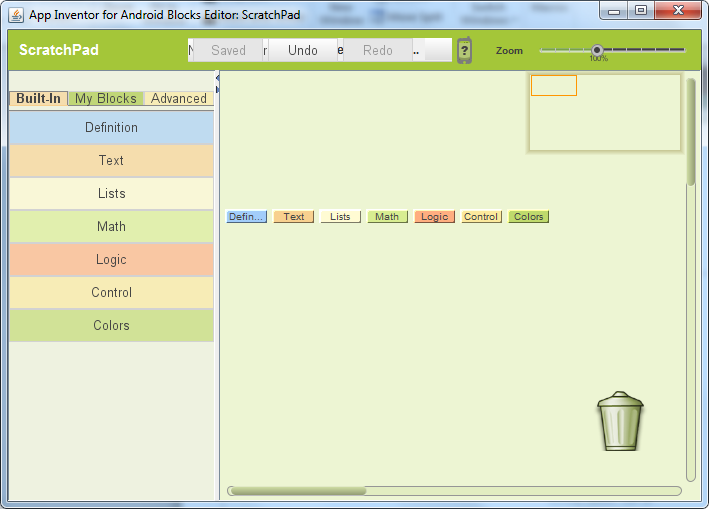 App Inventor for Android Blocks Editor: ScratchPad
ScratchPad
Saved
Undo
Redo
Zoom
100%
Built-In
My Blocks
Advanced
Definition
Text
Lists
Math
Logic
Control
Colors
Defin...
Text
Lists
Math
Logic
Control
Colors